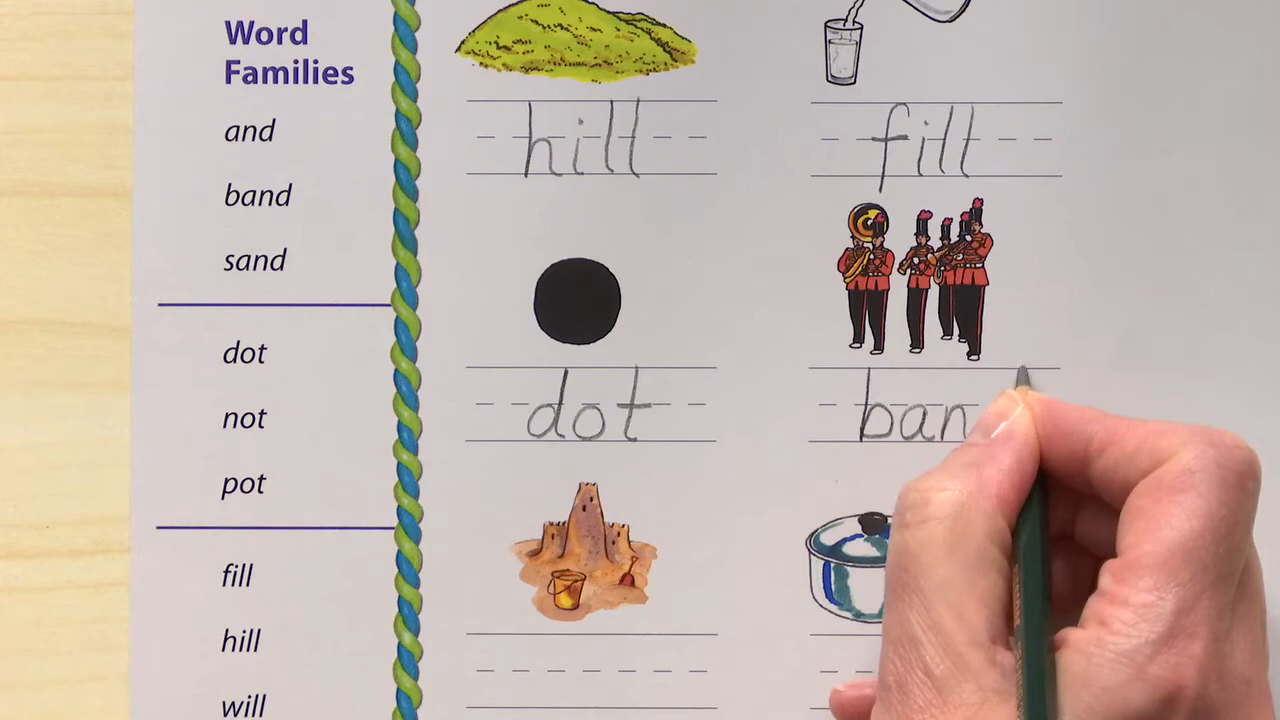 Word
Families
and
band
sand
dot
not
pot
fill
hill
will
hill
fill
dot
ban